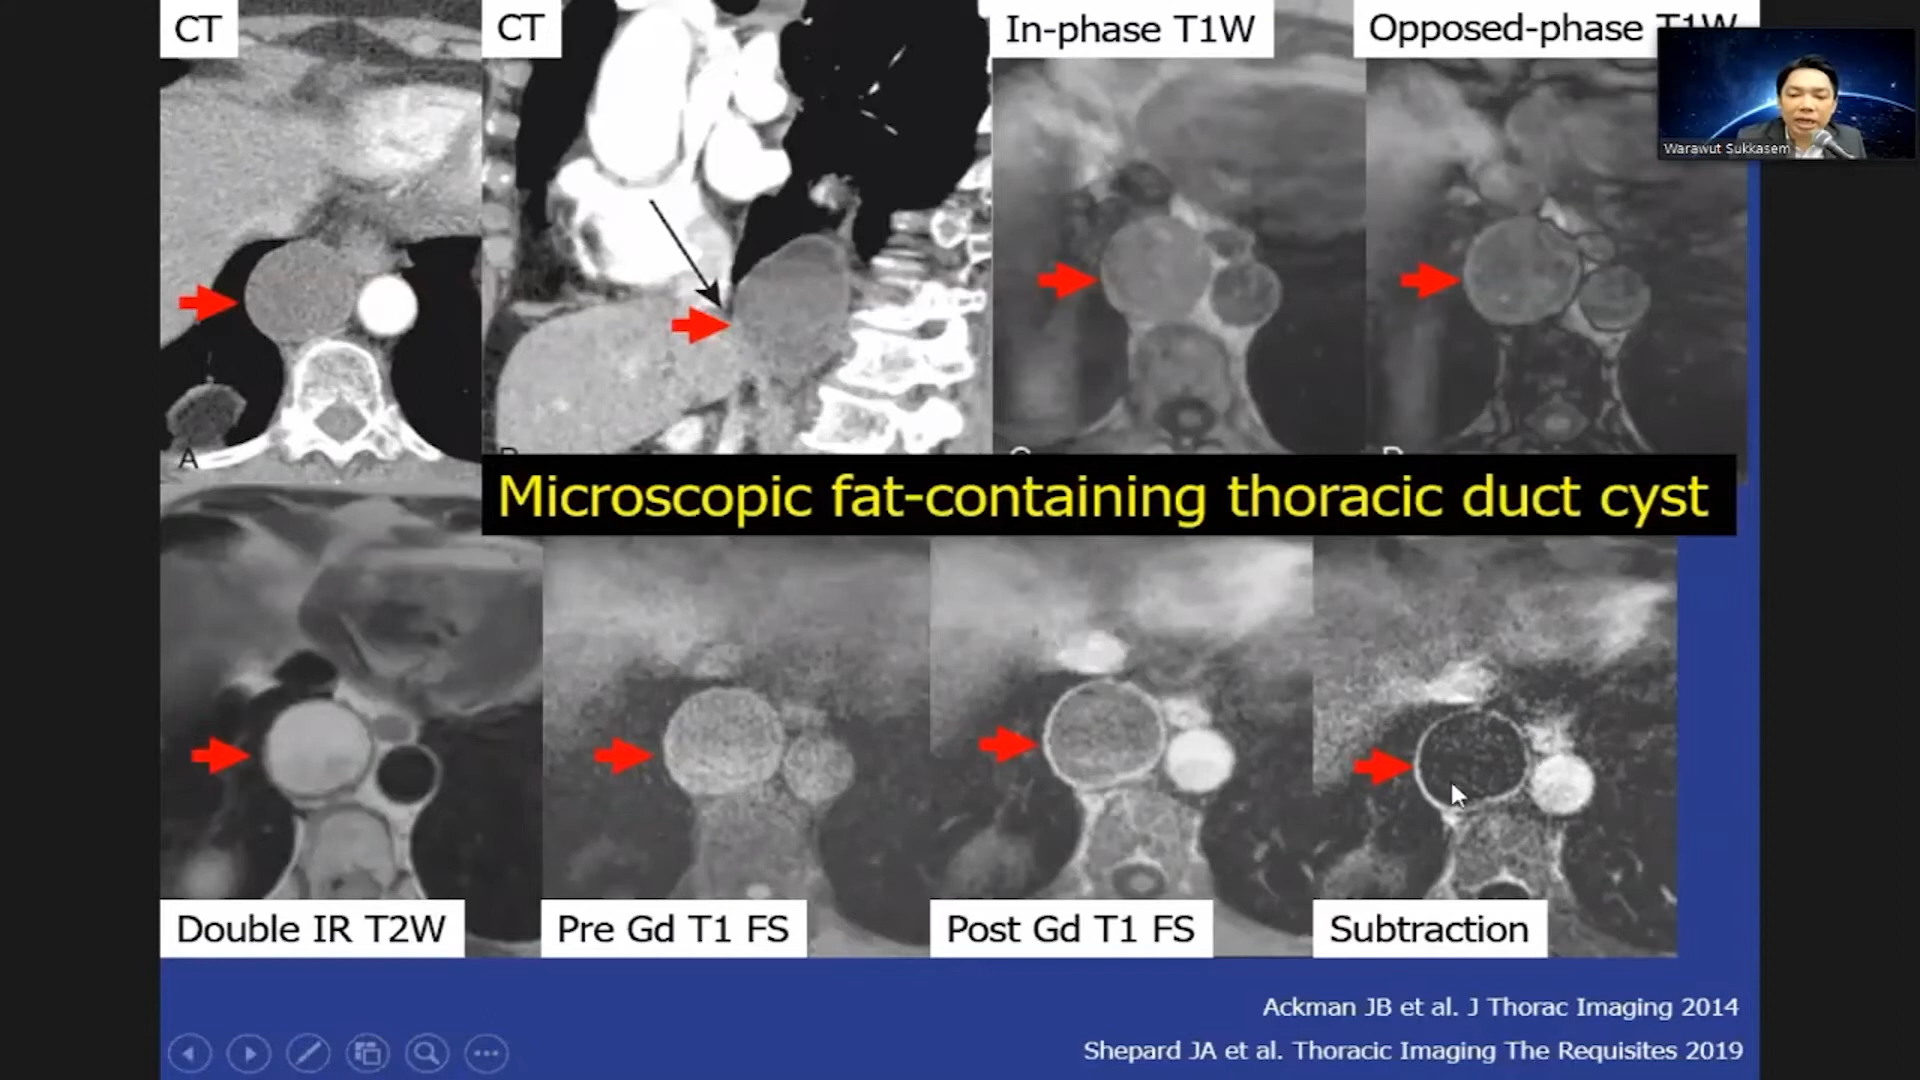 CT
CT
In-phase T1W
Opposed-phase T1W
Warawut Sukkasem
A
Microscopic fat-containing thoracic duct cyst
Double IR T2W
Pre Gd T1 FS
Post Gd T1 FS
Subtraction
Ackman JB et al. J Thorac Imaging 2014
Shepard JA et al. Thoracic Imaging The Requisites 2019